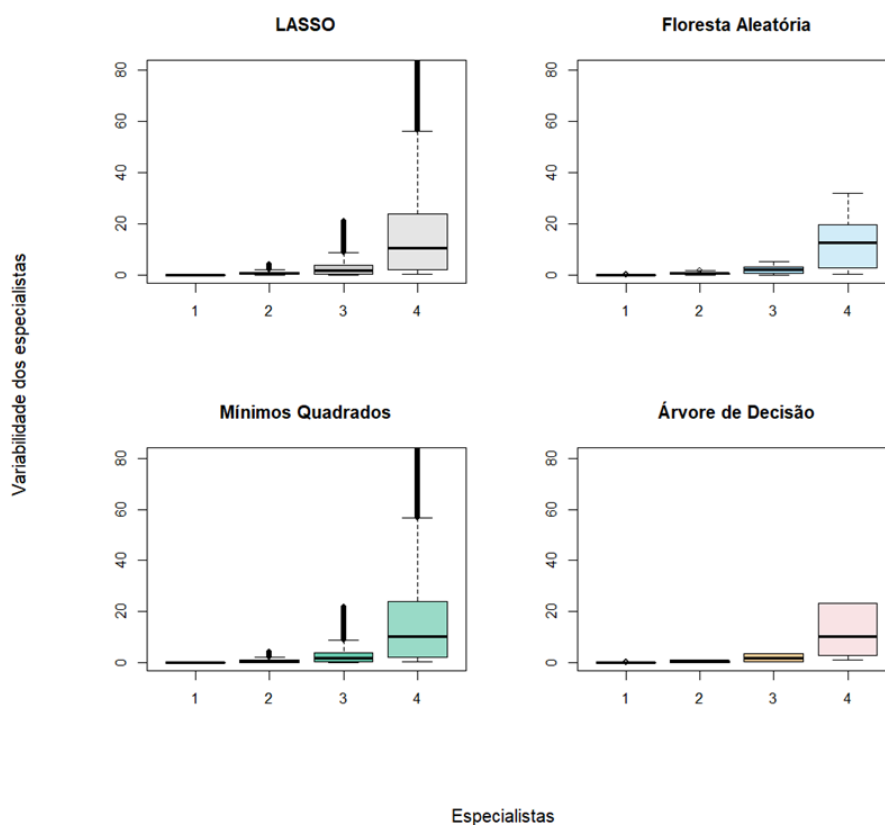 LASSO
80
60
40
20
0
1 2 3 4
Floresta Aleatória
80
60
40
20
0
1 2 3 4
Variabilidade dos especialistas
Mínimos Quadrados
80
60
40
20
0
1 2 3 4
Árvore de Decisão
80
60
40
20
0
1 2 3 4
Especialistas